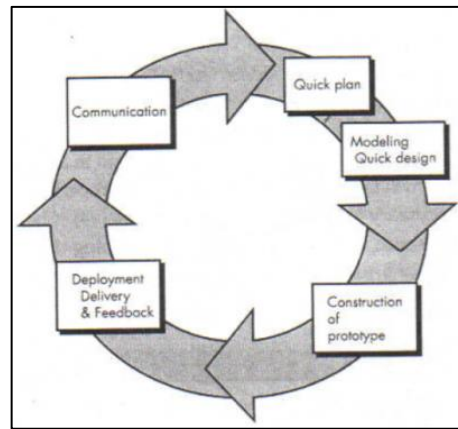 Communication
Quick plan
Modeling
Quick design
Construction
of
prototype
Deployment
Delivery
& Feedback